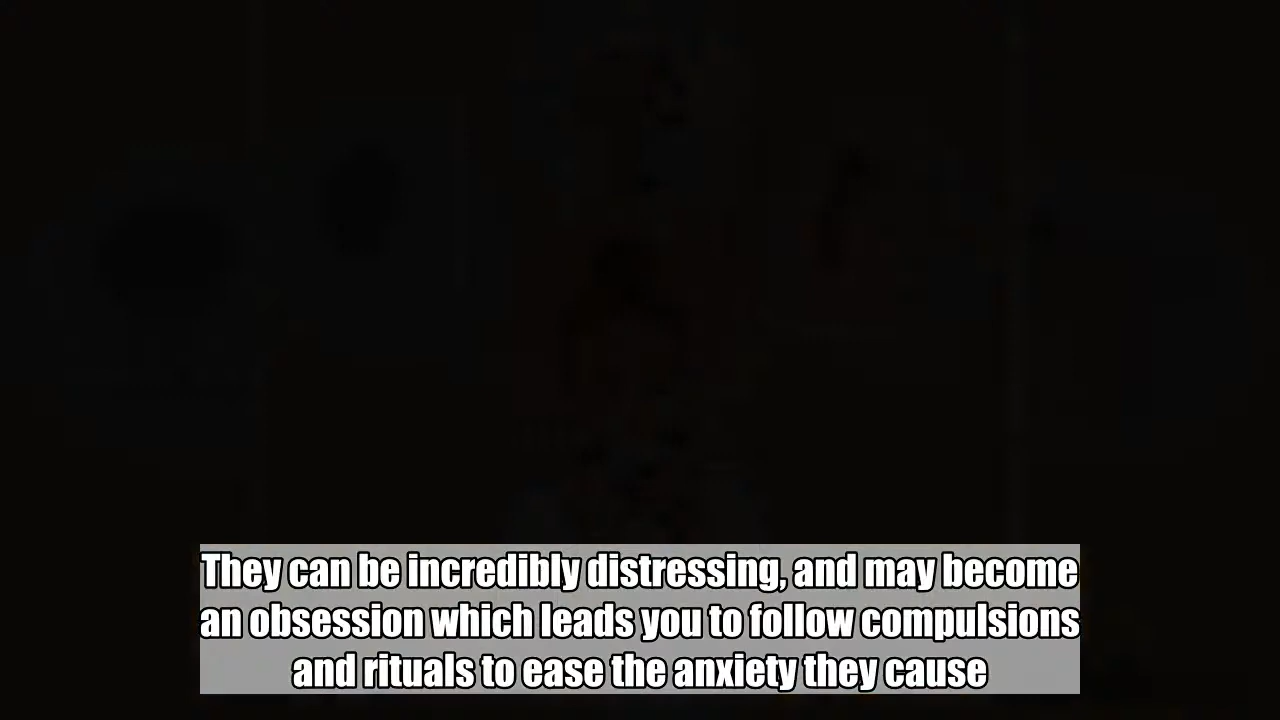 They can be incredibly distressing, and may become
an obsession which leads you to follow compulsions
and rituals to ease the anxiety they cause